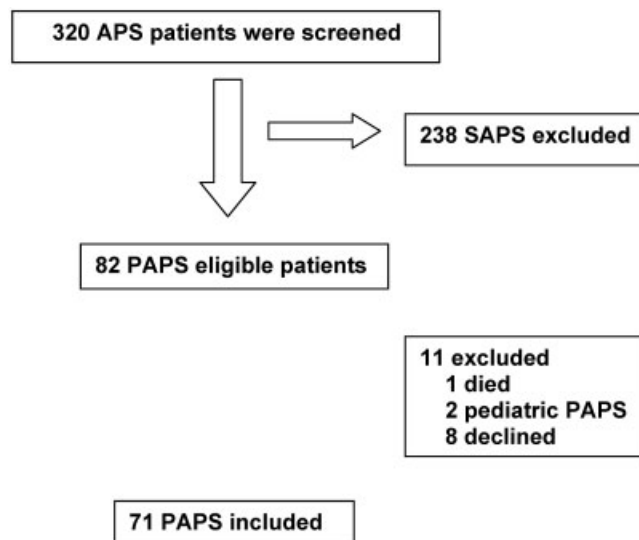 320 APS patients were screened
238 SAPS excluded
82 PAPS eligible patients
11 excluded
1 died
2 pediatric PAPS
8 declined
71 PAPS included